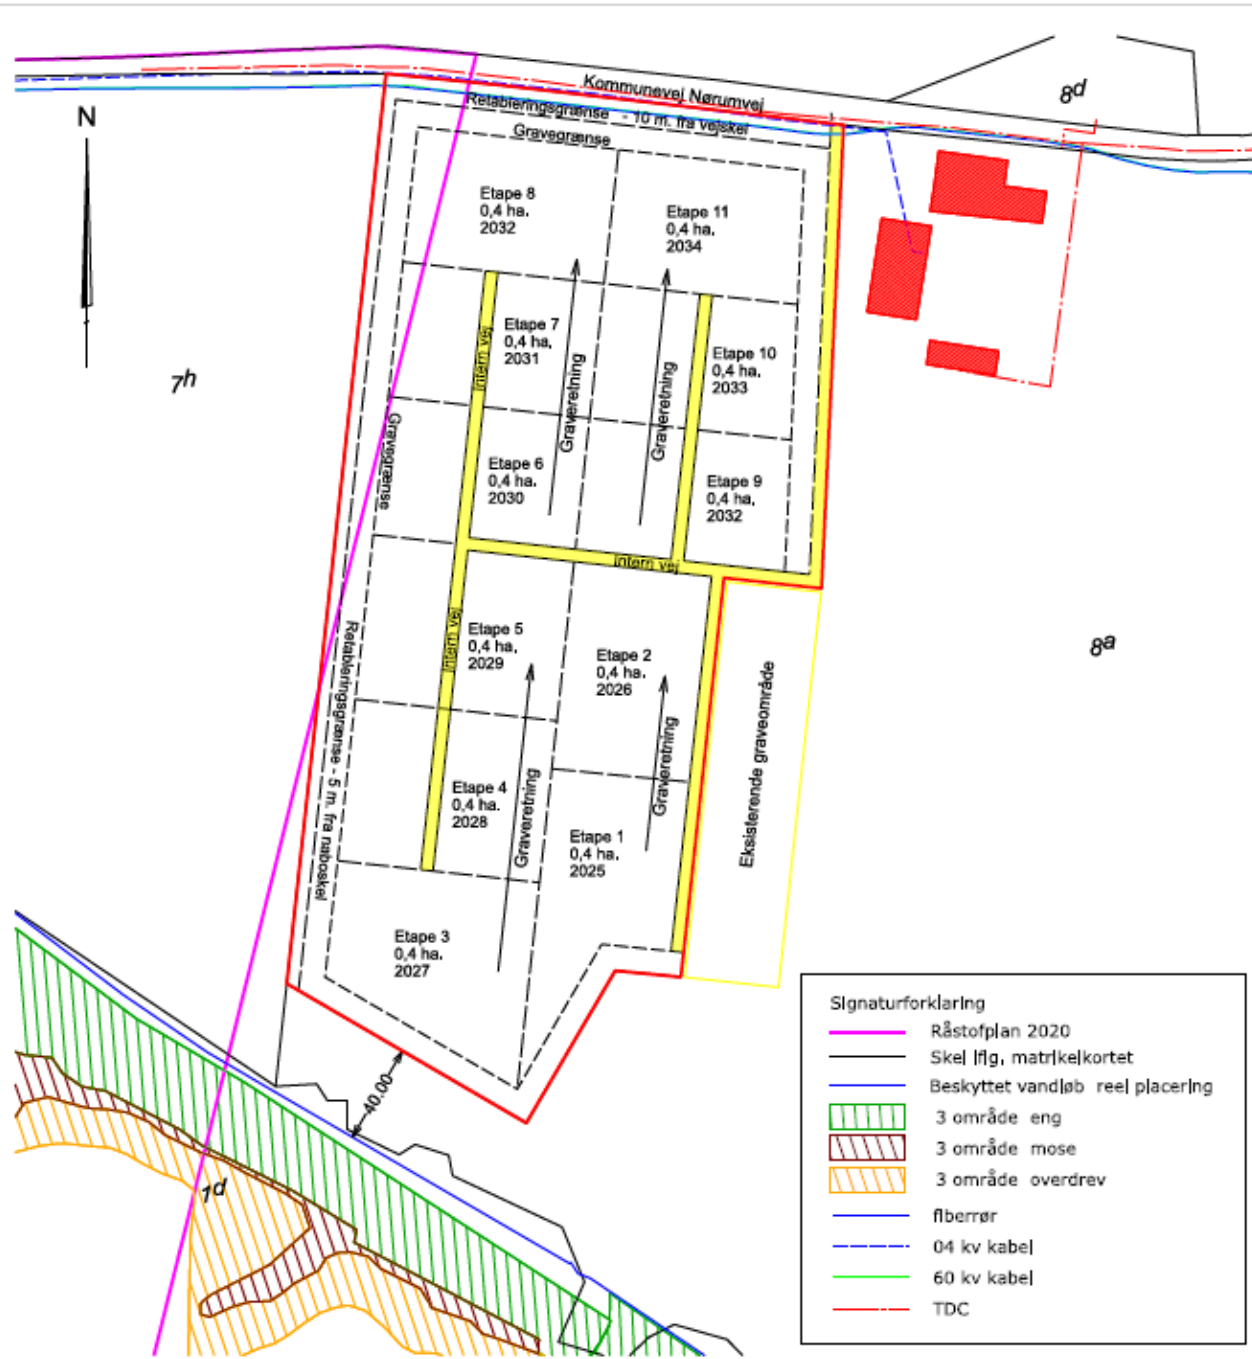 Kommunevej Nørumvej
8d
Retableringsgrænse - 10 m. fra vejskel
Gravegrænse
N
Etape 8
0,4 ha.
2032
Etape 11
0,4 ha.
2034
Etape 7
0,4 ha.
2031
Intern vej
Graveretning
Graveretning
Etape 10
0,4 ha.
2033
7h
Gravegrænse
Etape 6
0,4 ha.
2030
Etape 9
0,4 ha.
2032
Intern vej
Intern vej
Etape 5
0,4 ha.
2029
Etape 2
0,4 ha.
2026
8a
Retableringsgrænse - 5 m. fra naboskel
Graveretning
Graveretning
Eksisterende graveområde
Etape 4
0,4 ha.
2028
Etape 1
0,4 ha.
2025
Etape 3
0,4 ha.
2027
40.00
1d
Signaturforklaring
Råstofplan 2020
Skel iflg. matrikelkortet
Beskyttet vandløb reel placering
3 område eng
3 område mose
3 område overdrev
fiberrør
04 kv kabel
60 kv kabel
TDC